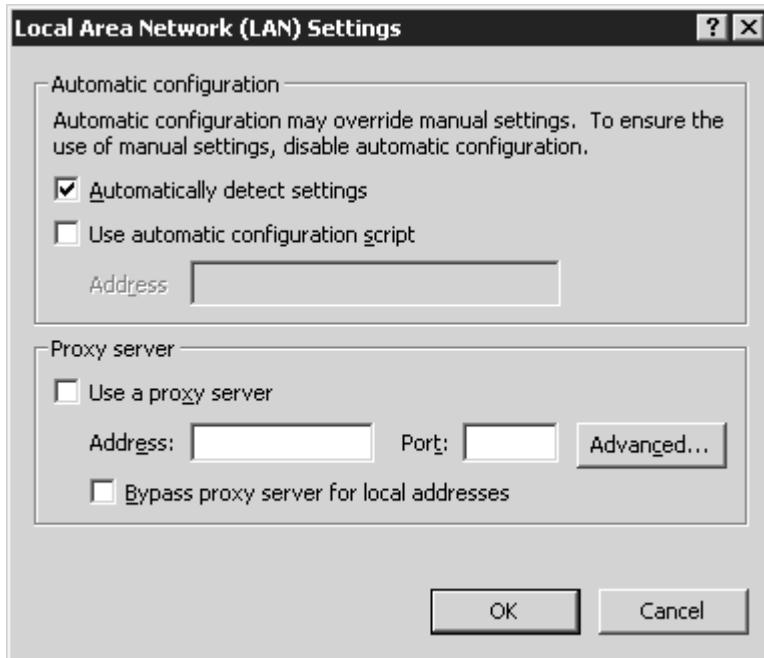 Local Area Network (LAN) Settings
Automatic configuration
Automatic configuration may override manual settings. To ensure the
use of manual settings, disable automatic configuration.
Automatically detect settings
Use automatic configuration script
Address
Proxy server
Use a proxy server
Address:
Port:
Advanced...
Bypass proxy server for local addresses
OK
Cancel